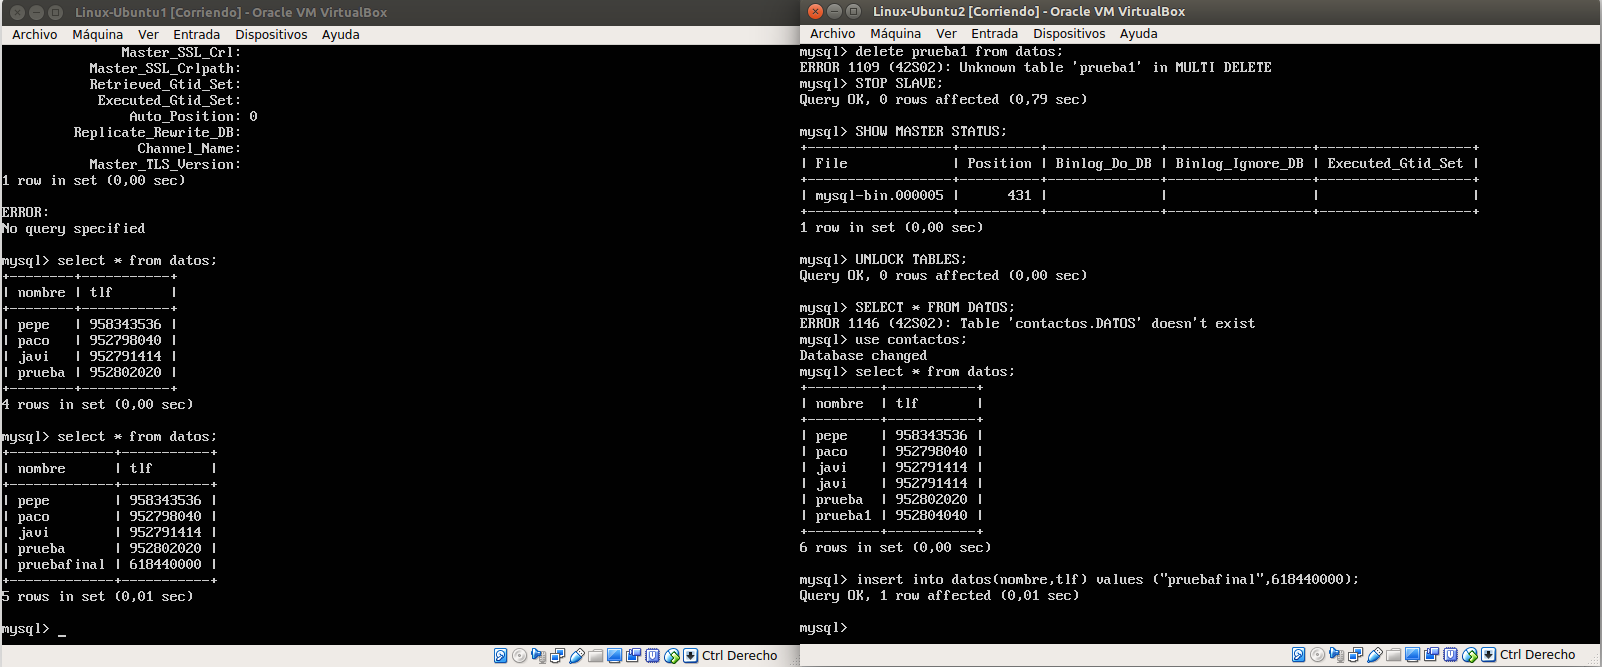 Linux-Ubuntu1 [Corriendo] - Oracle VM VirtualBox
Archivo Máquina Ver Entrada Dispositivos Ayuda
Master_SSL_Crl:
Master_SSL_Crlpath:
Retrieved_Gtid_Set:
Executed_Gtid_Set:
Auto_Position: 0
Replicate_Rewrite_DB:
Channel_Name:
Master_TLS_Version:
1 row in set (0,00 sec)
ERROR:
No query specified
mysql> select * from datos;
+--------+-----------+
| nombre | tlf       |
+--------+-----------+
| pepe   | 958343536 |
| paco   | 952798040 |
| javi   | 952791414 |
| prueba | 952802020 |
+--------+-----------+
4 rows in set (0,00 sec)
mysql> select * from datos;
+-------------+-----------+
| nombre      | tlf       |
+-------------+-----------+
| pepe        | 958343536 |
| paco        | 952798040 |
| javi        | 952791414 |
| prueba      | 952802020 |
| pruebafinal | 618440000 |
+-------------+-----------+
5 rows in set (0,01 sec)
mysql> _
Ctrl Derecho
Linux-Ubuntu2 [Corriendo] - Oracle VM VirtualBox
Archivo Máquina Ver Entrada Dispositivos Ayuda
mysql> delete prueba1 from datos;
ERROR 1109 (42S02): Unknown table 'prueba1' in MULTI DELETE
mysql> STOP SLAVE;
Query OK, 0 rows affected (0,79 sec)
mysql> SHOW MASTER STATUS;
+------------------+----------+--------------+------------------+-------------------+
| File             | Position | Binlog_Do_DB | Binlog_Ignore_DB | Executed_Gtid_Set |
+------------------+----------+--------------+------------------+-------------------+
| mysql-bin.000005 |      431 |              |                  |                   |
+------------------+----------+--------------+------------------+-------------------+
1 row in set (0,00 sec)
mysql> UNLOCK TABLES;
Query OK, 0 rows affected (0,00 sec)
mysql> SELECT * FROM DATOS;
ERROR 1146 (42S02): Table 'contactos.DATOS' doesn't exist
mysql> use contactos;
Database changed
mysql> select * from datos;
+---------+-----------+
| nombre  | tlf       |
+---------+-----------+
| pepe    | 958343536 |
| paco    | 952798040 |
| javi    | 952791414 |
| javi    | 952791414 |
| prueba  | 952802020 |
| prueba1 | 952804040 |
+---------+-----------+
6 rows in set (0,00 sec)
mysql> insert into datos(nombre,tlf) values ("pruebafinal",618440000);
Query OK, 1 row affected (0,01 sec)
mysql>
Ctrl Derecho